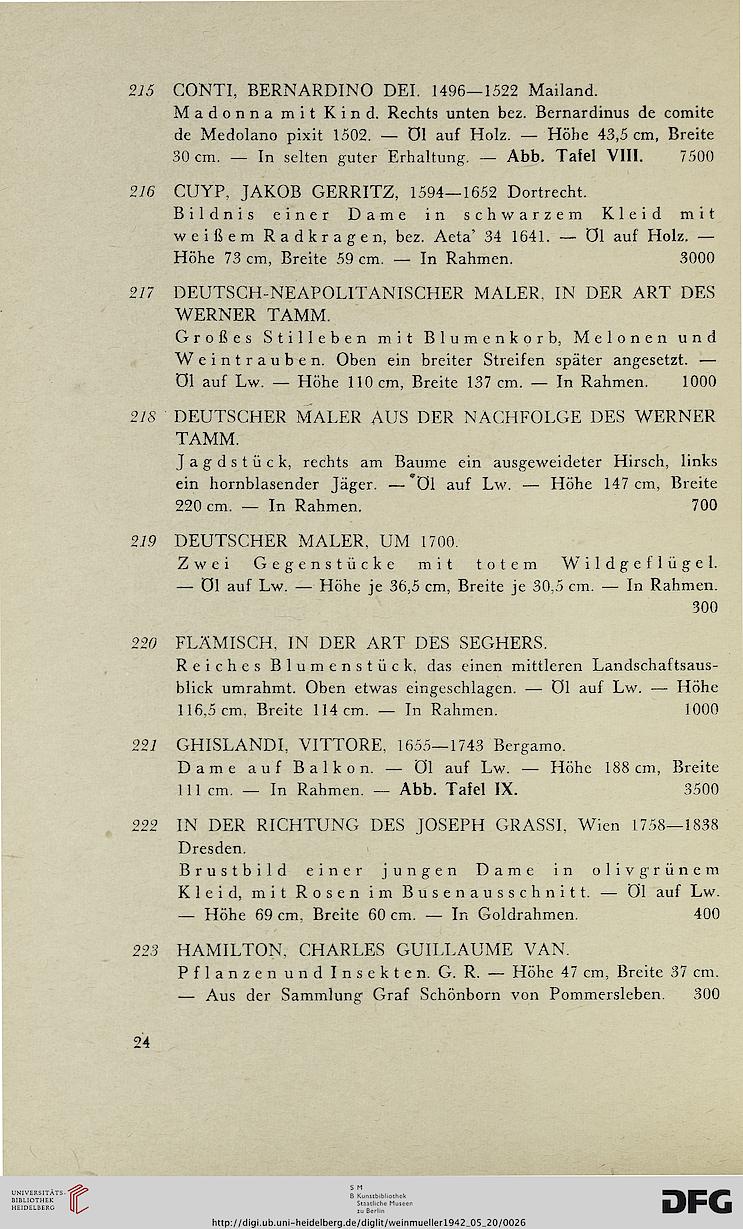 215 CONTI, BERNARDINO DEI. 1496—1522 Mailand.
Madonna mit Kind. Rechts unten bez. Bernardinus de comite
de Medolano pixit 1502. — Öl auf Holz. — Höhe 43,5 cm, Breite
30 cm. — In selten guter Erhaltung. — Abb. Tafel VIII. 7500
216 CUYP, JAKOB GERRITZ, 1594—1652 Dortrecht.
Bildnis einer Dame in schwarzem Kleid mit
weißem Radkragen, bez. Aeta' 34 1641. — Öl auf Holz. —
Höhe 73 cm, Breite 59 cm. — In Rahmen. 3000
217 DEUTSCH-NEAPOLITANISCHER MALER, IN DER ART DES
WERNER TAMM.
Großes Stilleben mit Blumenkorb, Melonen und
Weintrauben. Oben ein breiter Streifen später angesetzt. —
Öl auf Lw. — Höhe 110 cm, Breite 137 cm. — In Rahmen. 1000
218 DEUTSCHER MALER AUS DER NACHFOLGE DES WERNER
TAMM.
Jagdstück, rechts am Baume ein ausgeweideter Hirsch, links
ein hornblasender Jäger. — Öl auf Lw. — Höhe 147 cm, Breite
220 cm. — In Rahmen. 700
219 DEUTSCHER MALER, UM 1700.
Zwei Gegenstücke mit totem Wildgeflügel.
— Öl auf Lw. — Höhe je 36,5 cm, Breite je 30,5 cm. — In Rahmen.
300
220 FLÄMISCH, IN DER ART DES SEGHERS.
Reiches Blumenstück, das einen mittleren Landschaftsaus-
blick umrahmt. Oben etwas eingeschlagen. — Öl auf Lw. — Höhe
116,5 cm, Breite 114 cm. — In Rahmen. 1000
221 GHISLANDI, VITTORE, 1655—1743 Bergamo.
Dame auf Balkon. — Öl auf Lw. — Höhe 188 cm, Breite
111 cm. — In Rahmen. — Abb. Tafel IX. 3500
222 IN DER RICHTUNG DES JOSEPH GRASSI, Wien 1758—1838
Dresden.
Brustbild einer jungen Dame in olivgrünem
Kleid, mit Rosen im Busenausschnitt. — Öl auf Lw.
— Höhe 69 cm, Breite 60 cm. — In Goldrahmen. 400
223 HAMILTON, CHARLES GUILLAUME VAN.
Pflanzen und Insekten. G. R. — Höhe 47 cm, Breite 37 cm.
— Aus der Sammlung Graf Schönborn von Pommersleben. 300
24
UNIVERSITÄTS-
BIBLIOTHEK
HEIDELBERG
S M
B Kunstbibliothek
Staatliche Museen
zu Berlin
DFG
http://digi.ub.uni-heidelberg.de/diglit/weinmueller1942_05_20/0026